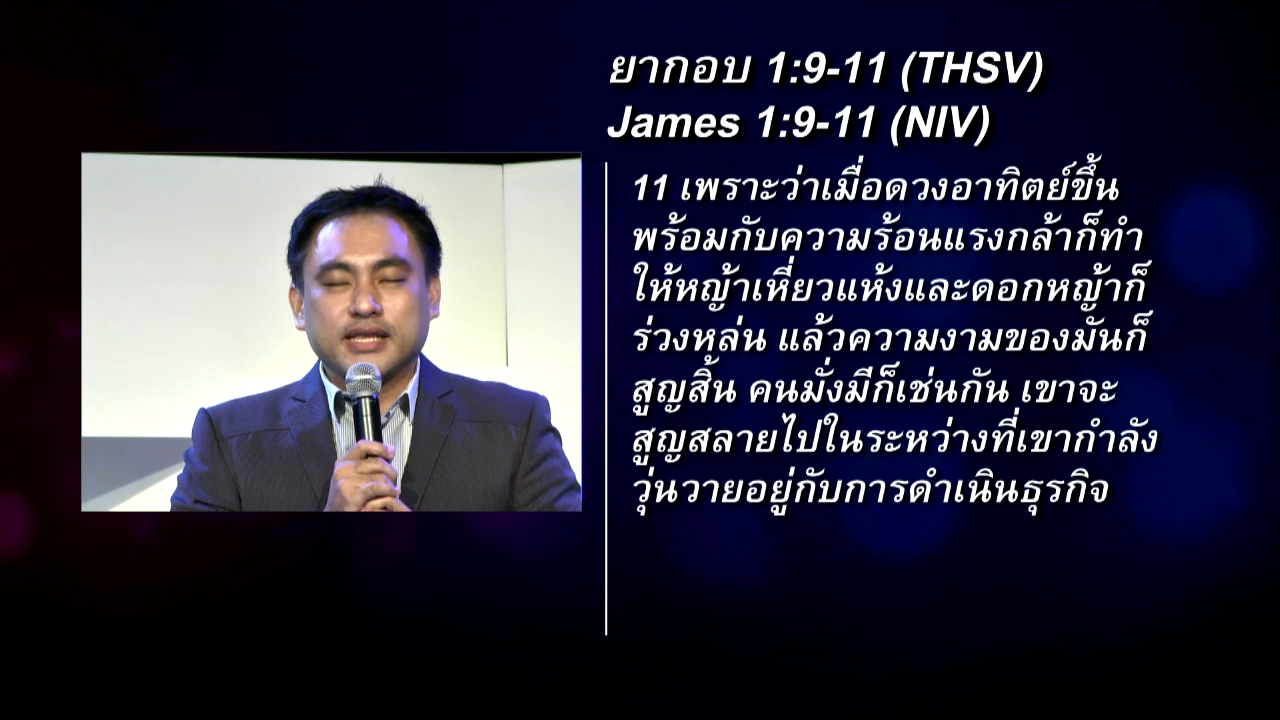 ยากอบ 1:9-11 (THSV)
James 1:9-11 (NIV)
11 เพราะว่าเมื่อดวงอาทิตย์ขึ้น
พร้อมกับความร้อนแรงกล้าก็ทำ
ให้หญ้าเหี่ยวแห้งและดอกหญ้าก็
ร่วงหล่น แล้วความงามของมันก็
สูญสิ้น คนมั่งมีก็เช่นกัน เขาจะ
สูญสลายไปในระหว่างที่เขากำลัง
วุ่นวายอยู่กับการดำเนินธุรกิจ